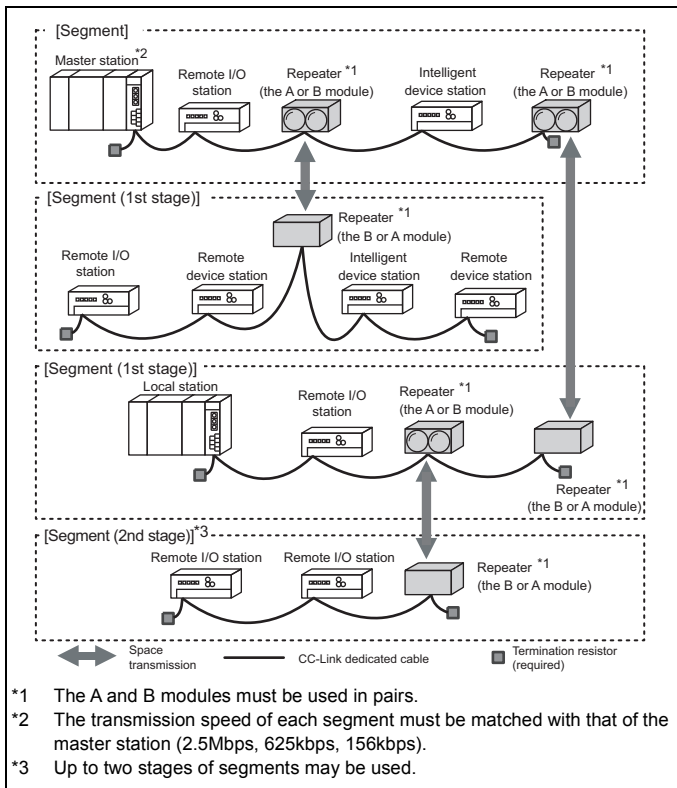 [Segment]
Master station*2
Remote I/O
station
Repeater *1
(the A or B module)
Intelligent
device station
Repeater *1
(the A or B module)
[Segment (1st stage)]
Repeater *1
(the B or A module)
Remote I/O
station
Remote
device station
Intelligent
device station
Remote
device station
[Segment (1st stage)]
Local station
Remote I/O
station
Repeater *1
(the A or B module)
Repeater *1
(the B or A module)
[Segment (2nd stage)]*3
Remote I/O station
Remote I/O station
Repeater *1
(the B or A module)
Space
transmission
CC-Link dedicated cable
Termination resistor
(required)
*1 The A and B modules must be used in pairs.
*2 The transmission speed of each segment must be matched with that of the
master station (2.5Mbps, 625kbps, 156kbps).
*3 Up to two stages of segments may be used.